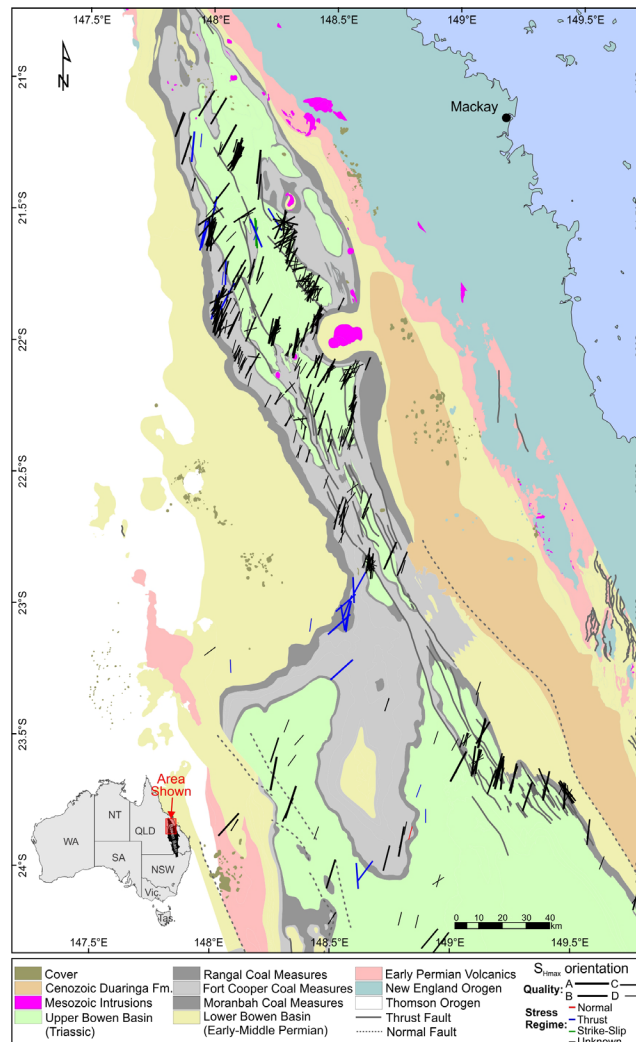 147.5°E 148°E 148.5°E 149°E 149.5°E
21°S
N
Mackay
21.5°S
22°S
22.5°S
23°S
23.5°S
24°S
Area
Shown
WA
NT
QLD
SA
NSW
Vic.
Tas.
0 10 20 30 40
km
147.5°E 148°E 148.5°E 149°E 149.5°E
Cover
Cenozoic Duaringa Fm.
Mesozoic Intrusions
Upper Bowen Basin
(Triassic)
Rangal Coal Measures
Fort Cooper Coal Measures
Moranbah Coal Measures
Lower Bowen Basin
(Early-Middle Permian)
Early Permian Volcanics
New England Orogen
Thomson Orogen
Thrust Fault
Normal Fault
SHmax orientation
Quality: A C
B D
Stress
Regime:
Normal
Thrust
Strike-Slip
Unknown